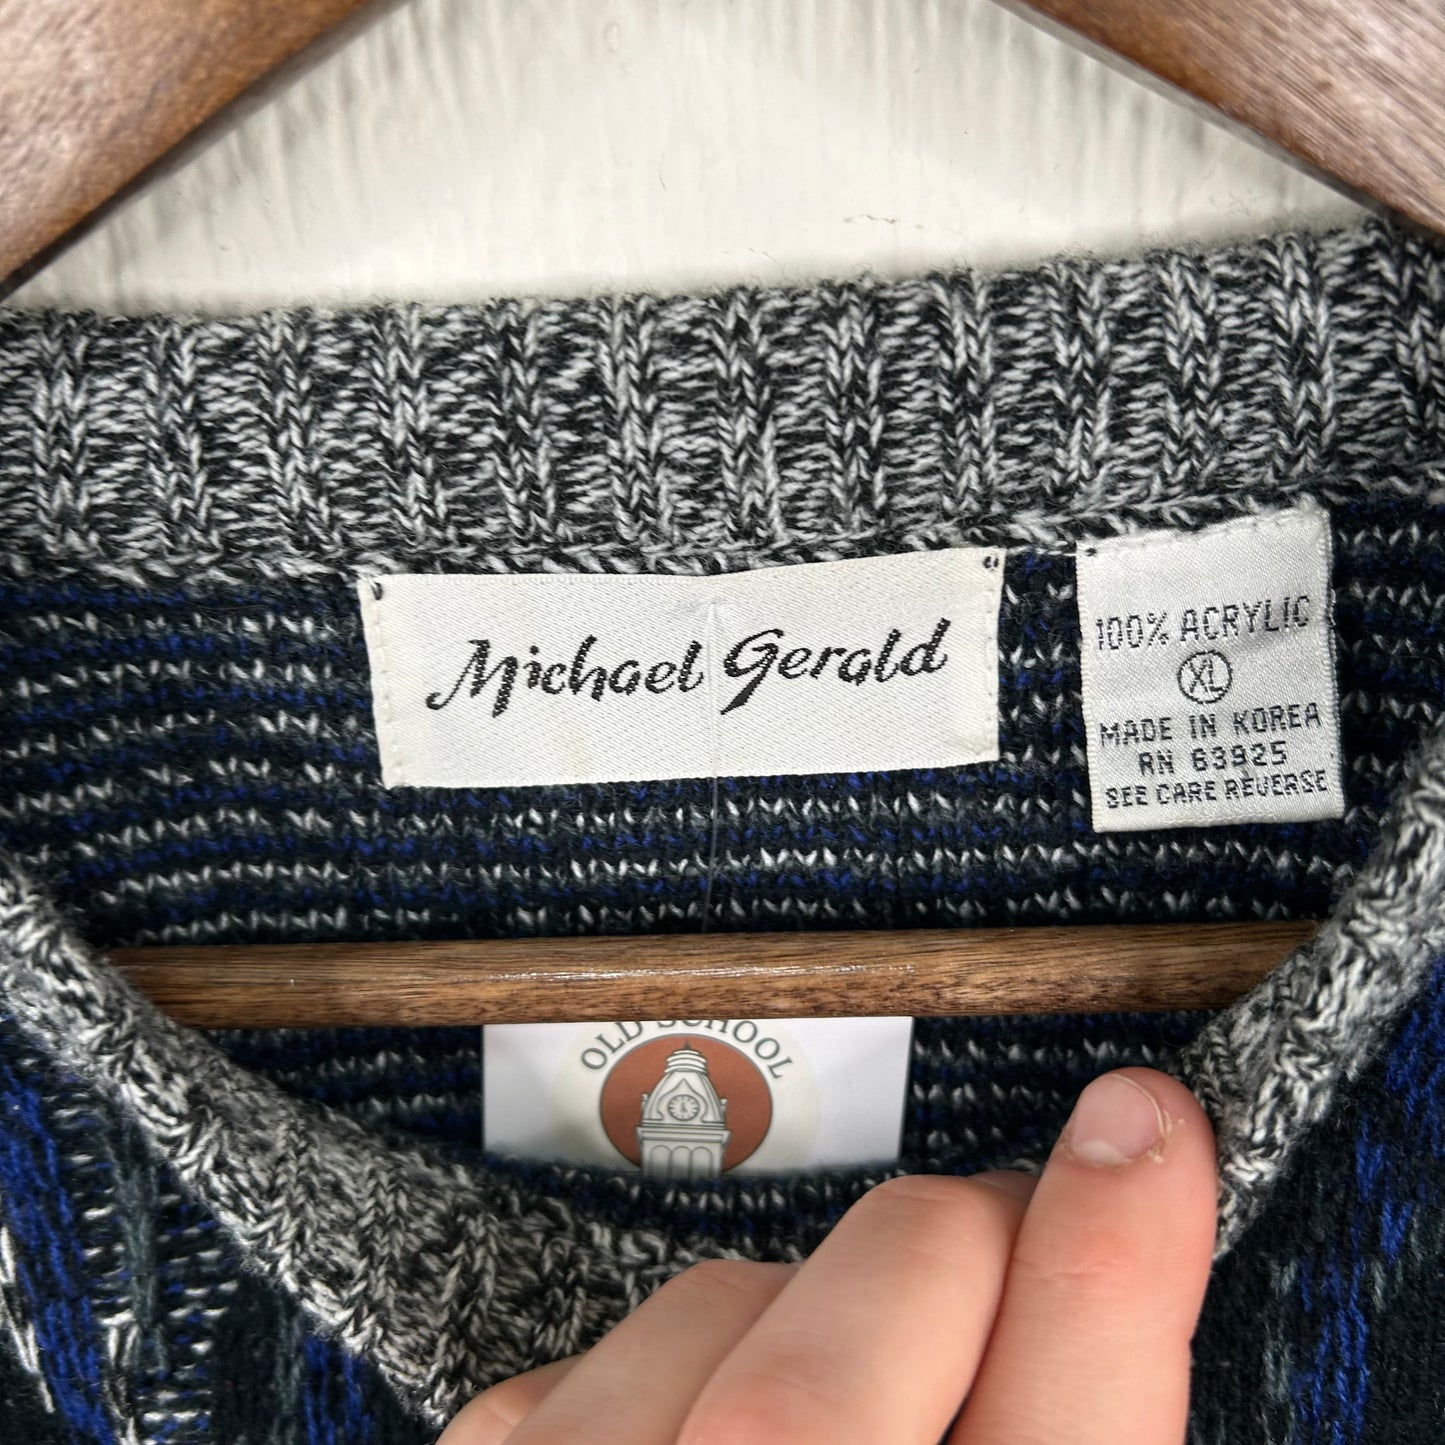 Michael Gerald
100% ACRYLIC
XL
MADE IN KOREA
RN 63925
SEE CARE REVERSE
OLD SCHOOL